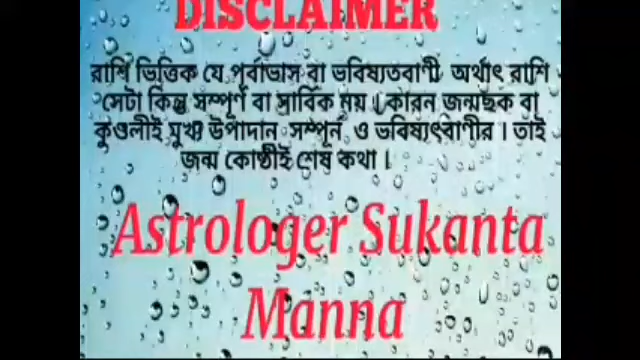 DISCLAIMER
রাশি ভিত্তিক যে পূর্বাভাস বা ভবিষ্যতবাণী অর্থাৎ রাশি
সেটা কিন্তু সম্পূর্ণ বা সার্বিক নয়। কারন জন্মছক বা
কুণ্ডলীই মুখ্য উপাদান সম্পূর্ন ও ভবিষ্যৎবাণীর। তাই
জন্ম কোষ্ঠীই শেষ কথা।
Astrologer Sukanta
Manna